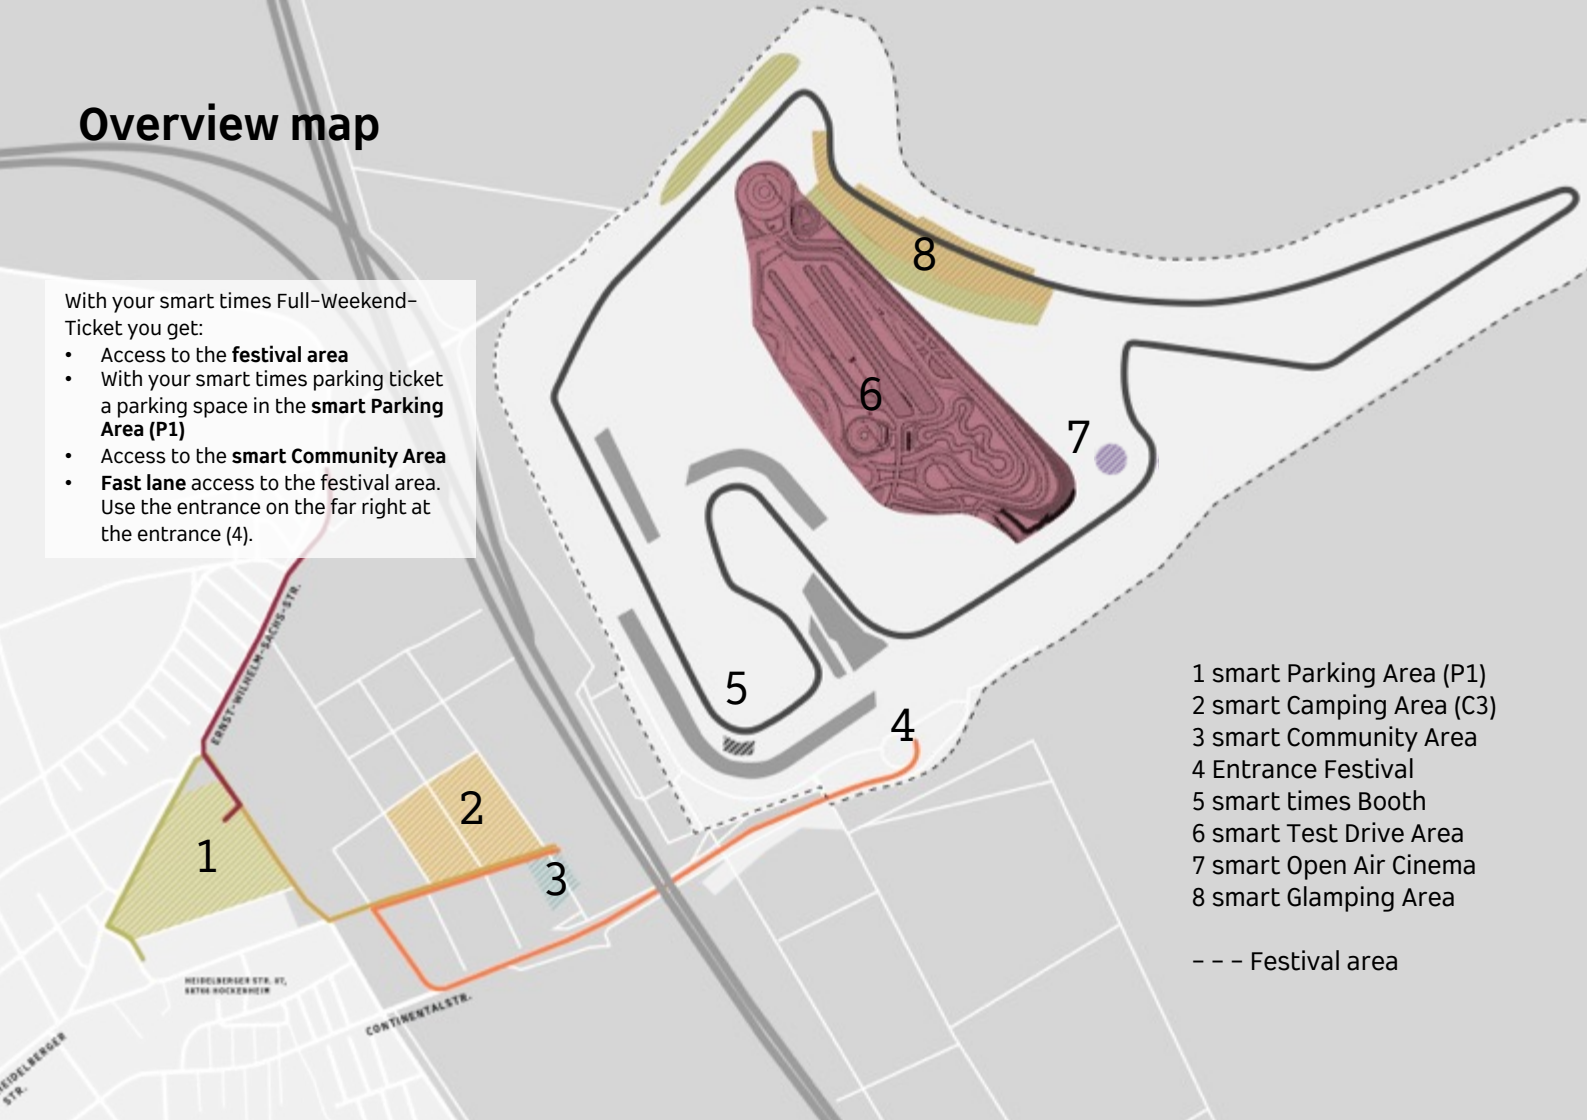 Overview map
With your smart times Full-Weekend-
Ticket you get:
• Access to the festival area
• With your smart times parking ticket
a parking space in the smart Parking
Area (P1)
• Access to the smart Community Area
• Fast lane access to the festival area.
Use the entrance on the far right at
the entrance (4).
8
6
7
5
4
2
1
3
ERNST-WILHELM-SACHS-STR.
HEIDELBERGER STR. 97,
68766 HOCKENHEIM
CONTINENTALSTR.
HEIDELBERGER
STR.
1 smart Parking Area (P1)
2 smart Camping Area (C3)
3 smart Community Area
4 Entrance Festival
5 smart times Booth
6 smart Test Drive Area
7 smart Open Air Cinema
8 smart Glamping Area
- - - Festival area